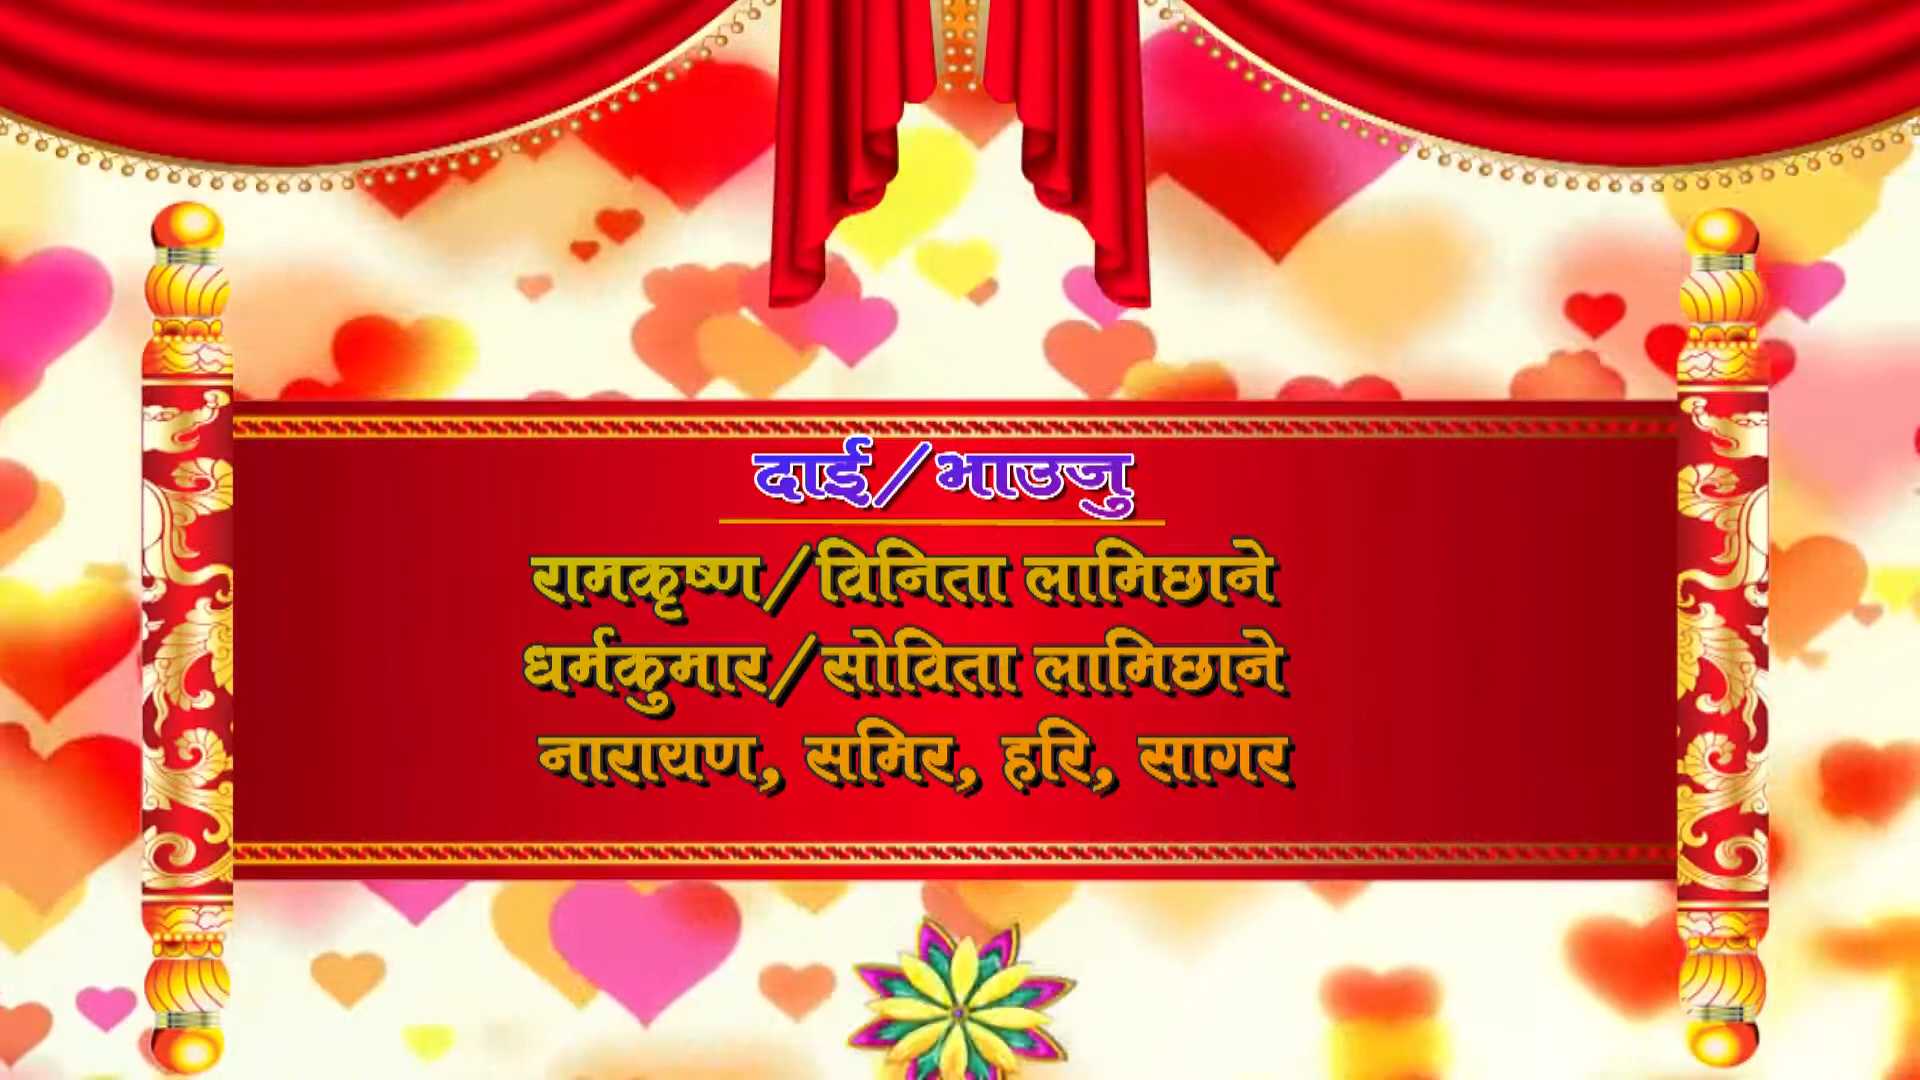 दाई/भाउजु
रामकृष्ण/विनिता लामिछाने
धर्मकुमार/सोविता लामिछाने
नारायण, समिर, हरि, सागर